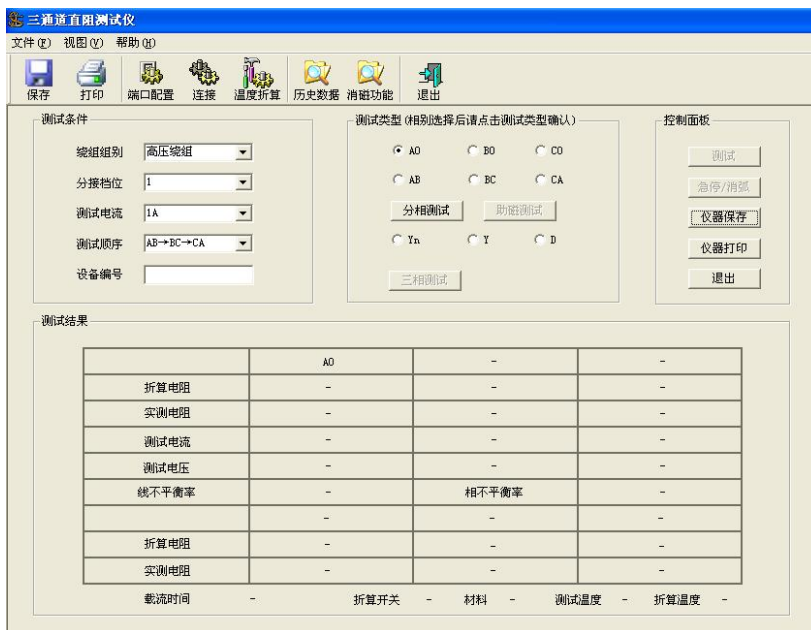 三通道直阻测试仪
文件(F) 视图(V) 帮助(H)
保存 打印 端口配置 连接 温度折算 历史数据 消磁功能 退出
测试条件
绕组组别 高压绕组
分接档位 1
测试电流 1A
测试顺序 AB→BC→CA
设备编号
测试类型(相别选择后请点击测试类型确认)
AO BO CO
AB BC CA
分相测试 助磁测试
Yn Y D
三相测试
控制面板
测试
急停/消弧
仪器保存
仪器打印
退出
测试结果
AO - -
折算电阻 - - -
实测电阻 - - -
测试电流 - - -
测试电压 - - -
线不平衡率 - 相不平衡率 -
- - -
折算电阻 - - -
实测电阻 - - -
载流时间 - 折算开关 - 材料 - 测试温度 - 折算温度 -